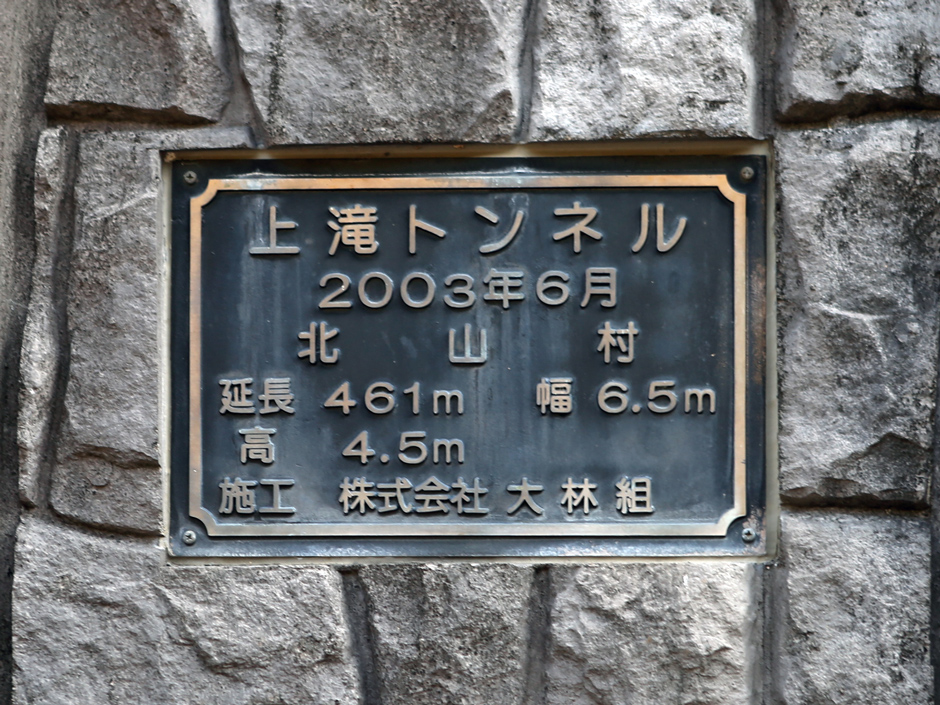 上滝トンネル
2003年6月
北山村
延長 461m 幅 6.5m
高 4.5m
施工 株式会社 大林組